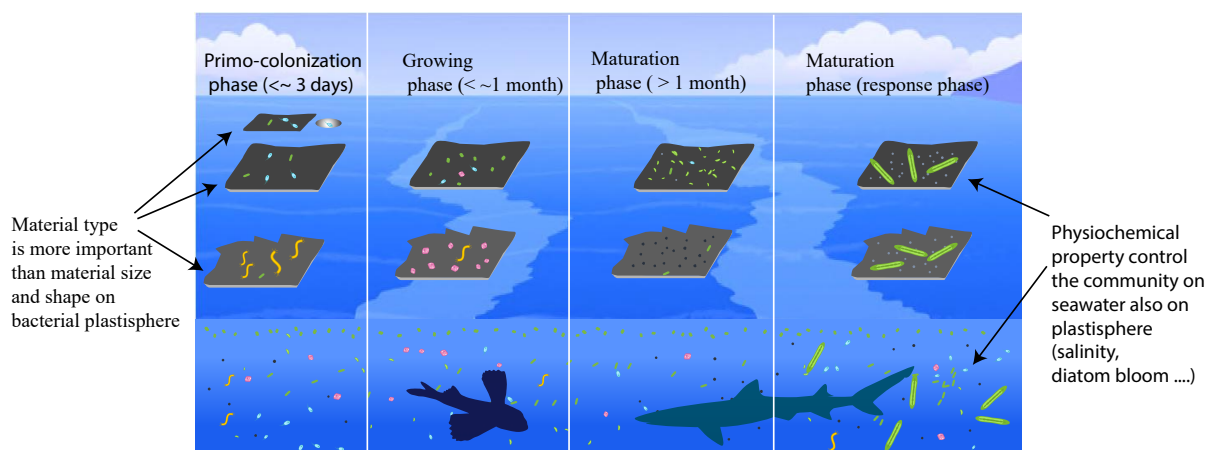 Primo-colonization
phase (<~ 3 days)
Growing
phase (< ~1 month)
Maturation
phase ( > 1 month)
Maturation
phase (response phase)
Material type
is more important
than material size
and shape on
bacterial plastisphere
Physiochemical
property control
the community on
seawater also on
plastisphere
(salinity,
diatom bloom ....)